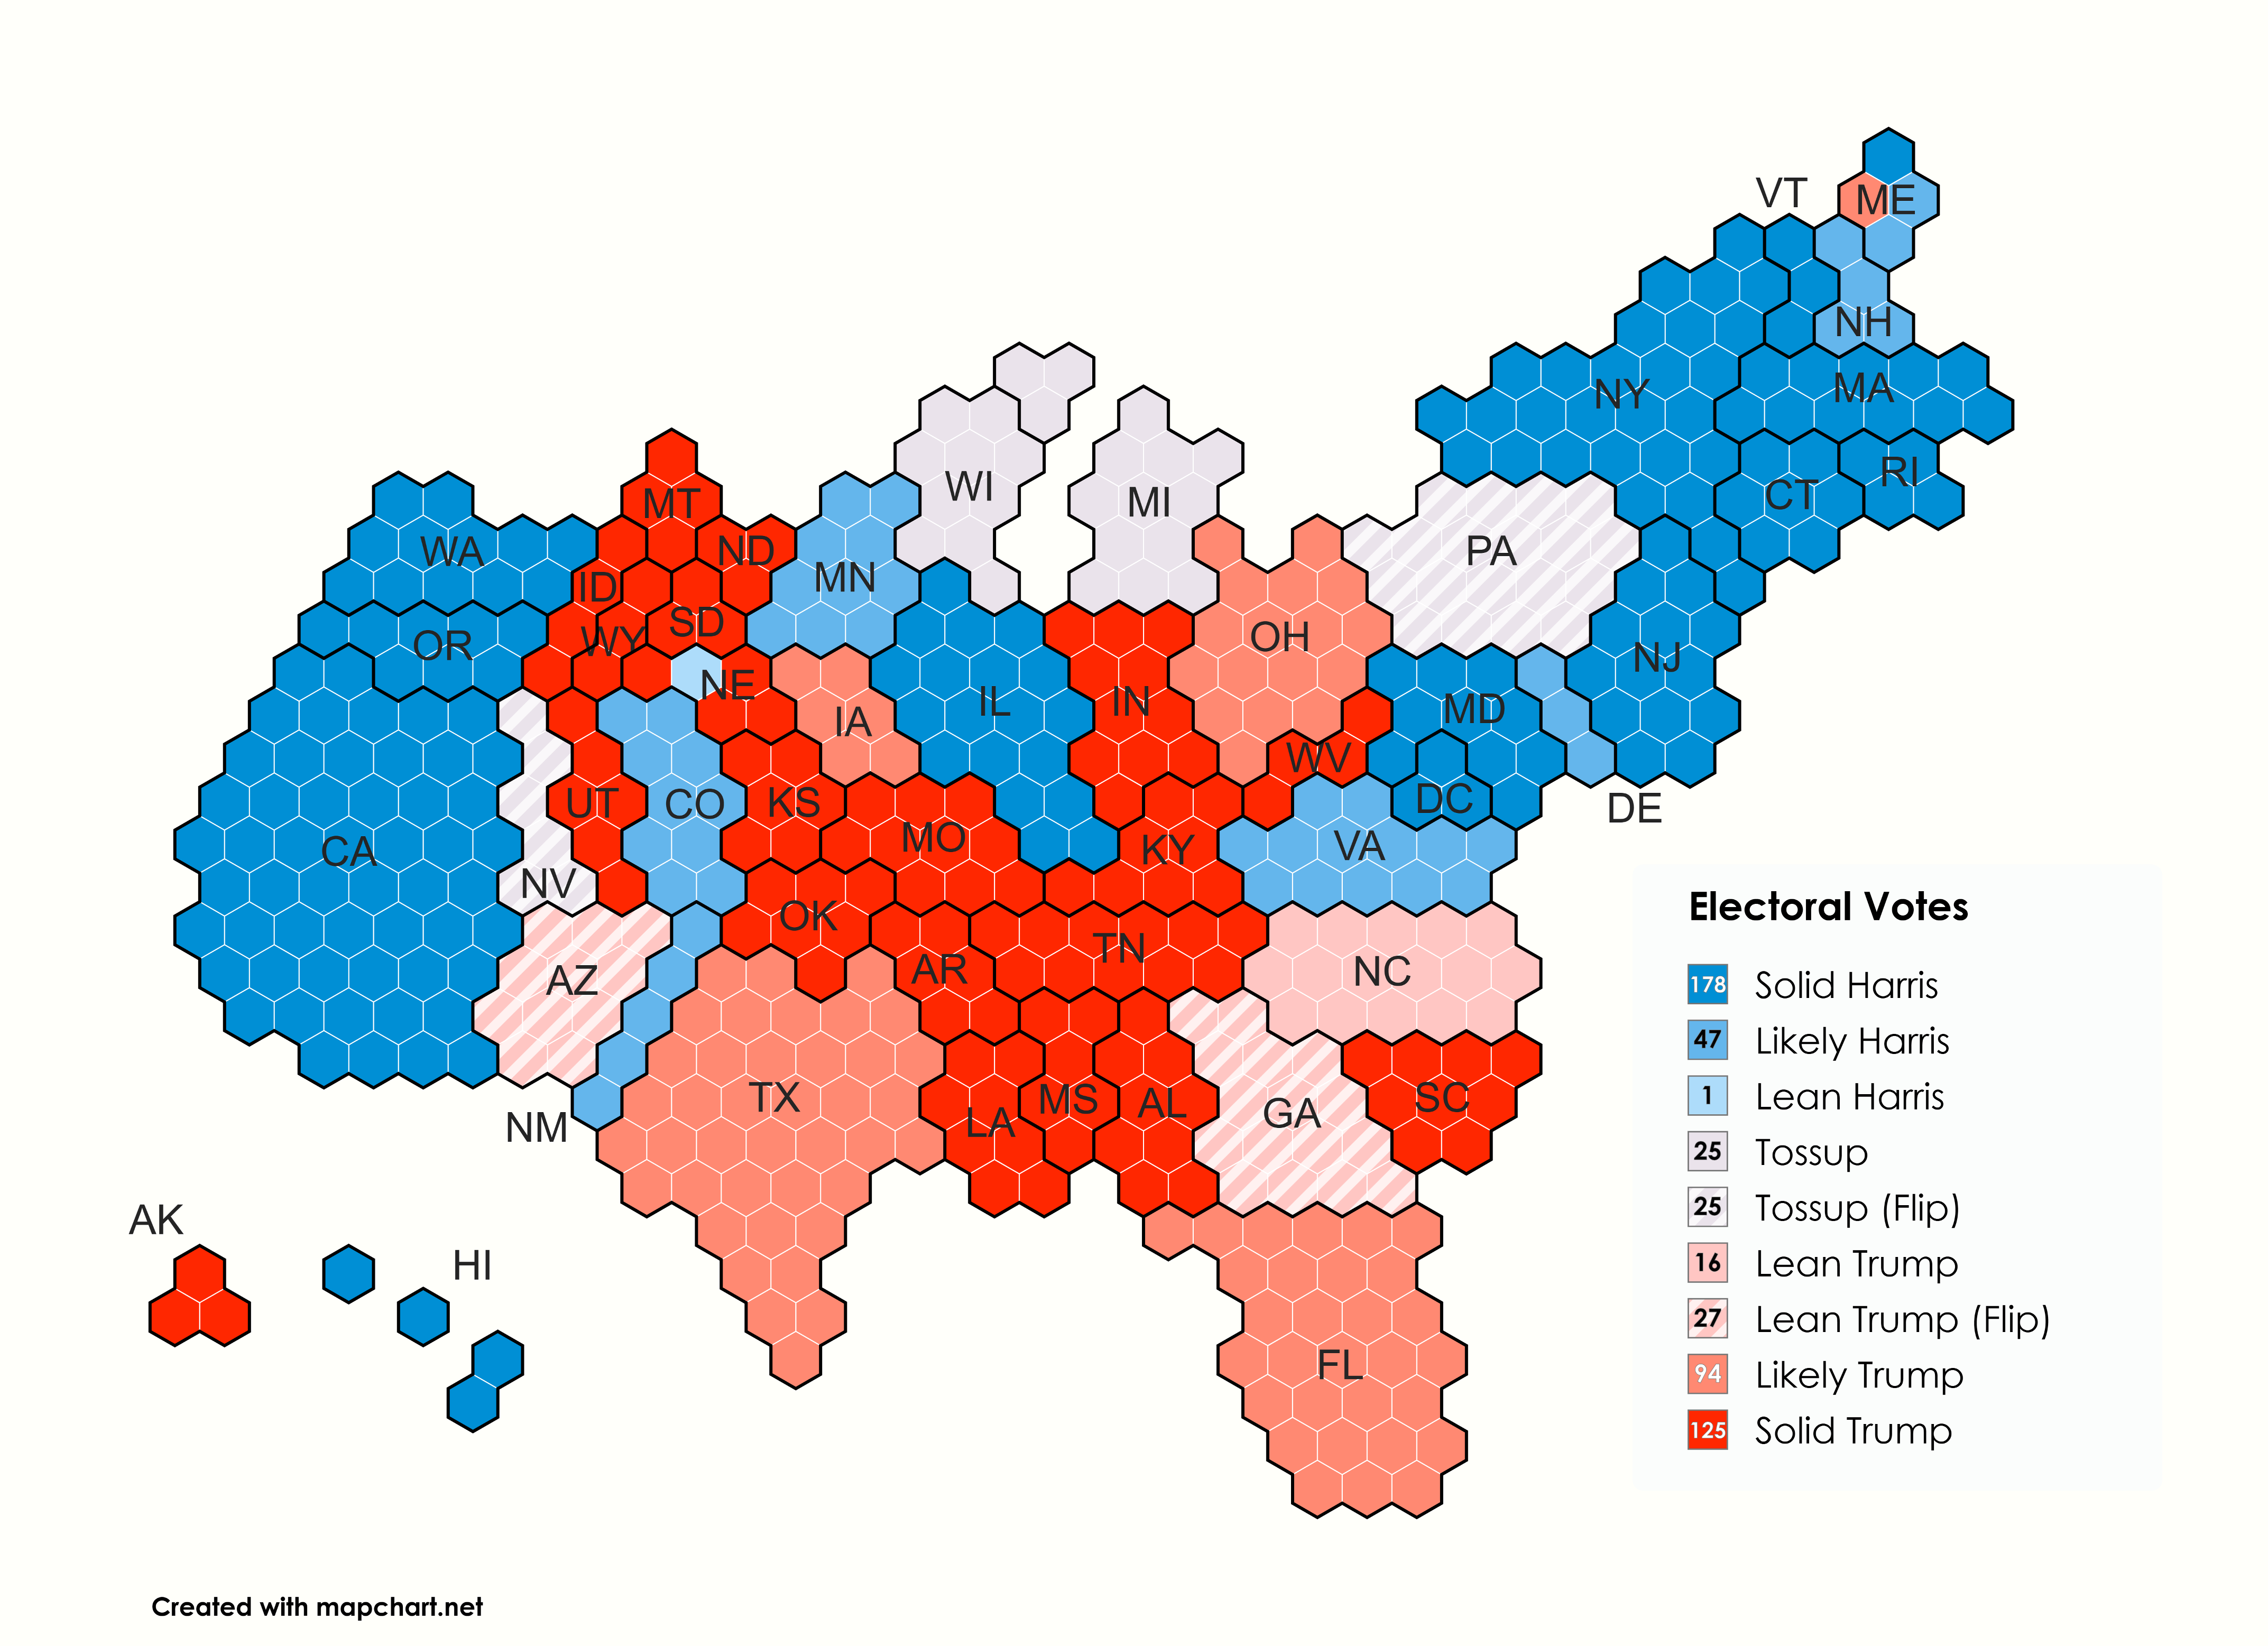 VT
ME
NH
NY
MA
WI
RI
MT
MI
CT
WA
ND
PA
MN
ID
SD
OH
WY
OR
NJ
NE
IL
IN
MD
IA
WV
UT
CO
KS
DC
DE
MO
CA
KY
VA
NV
OK
TN
AR
NC
AZ
TX
MS
AL
SC
GA
LA
NM
AK
HI
FL
Electoral Votes
178 Solid Harris
47 Likely Harris
1 Lean Harris
25 Tossup
25 Tossup (Flip)
16 Lean Trump
27 Lean Trump (Flip)
94 Likely Trump
125 Solid Trump
Created with mapchart.net